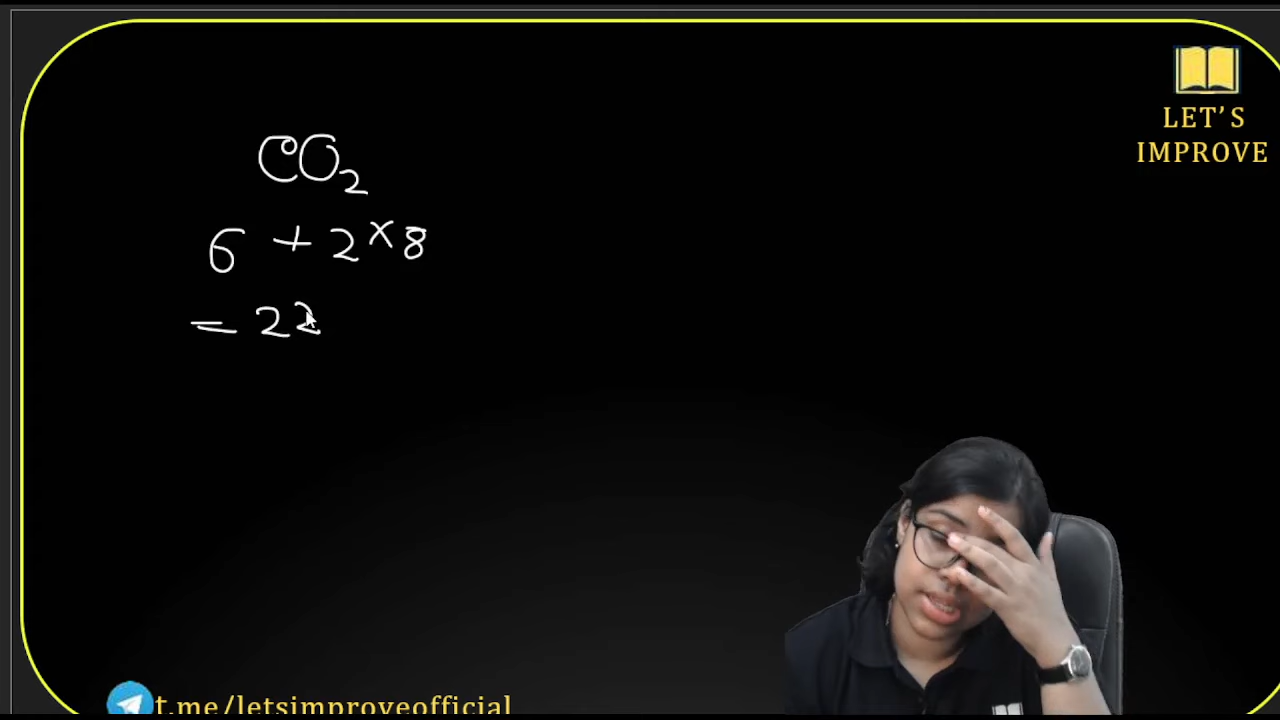 LET'S
IMPROVE
CO₂
6 + 2 × 8
= 22
t.me/letsimproveofficial